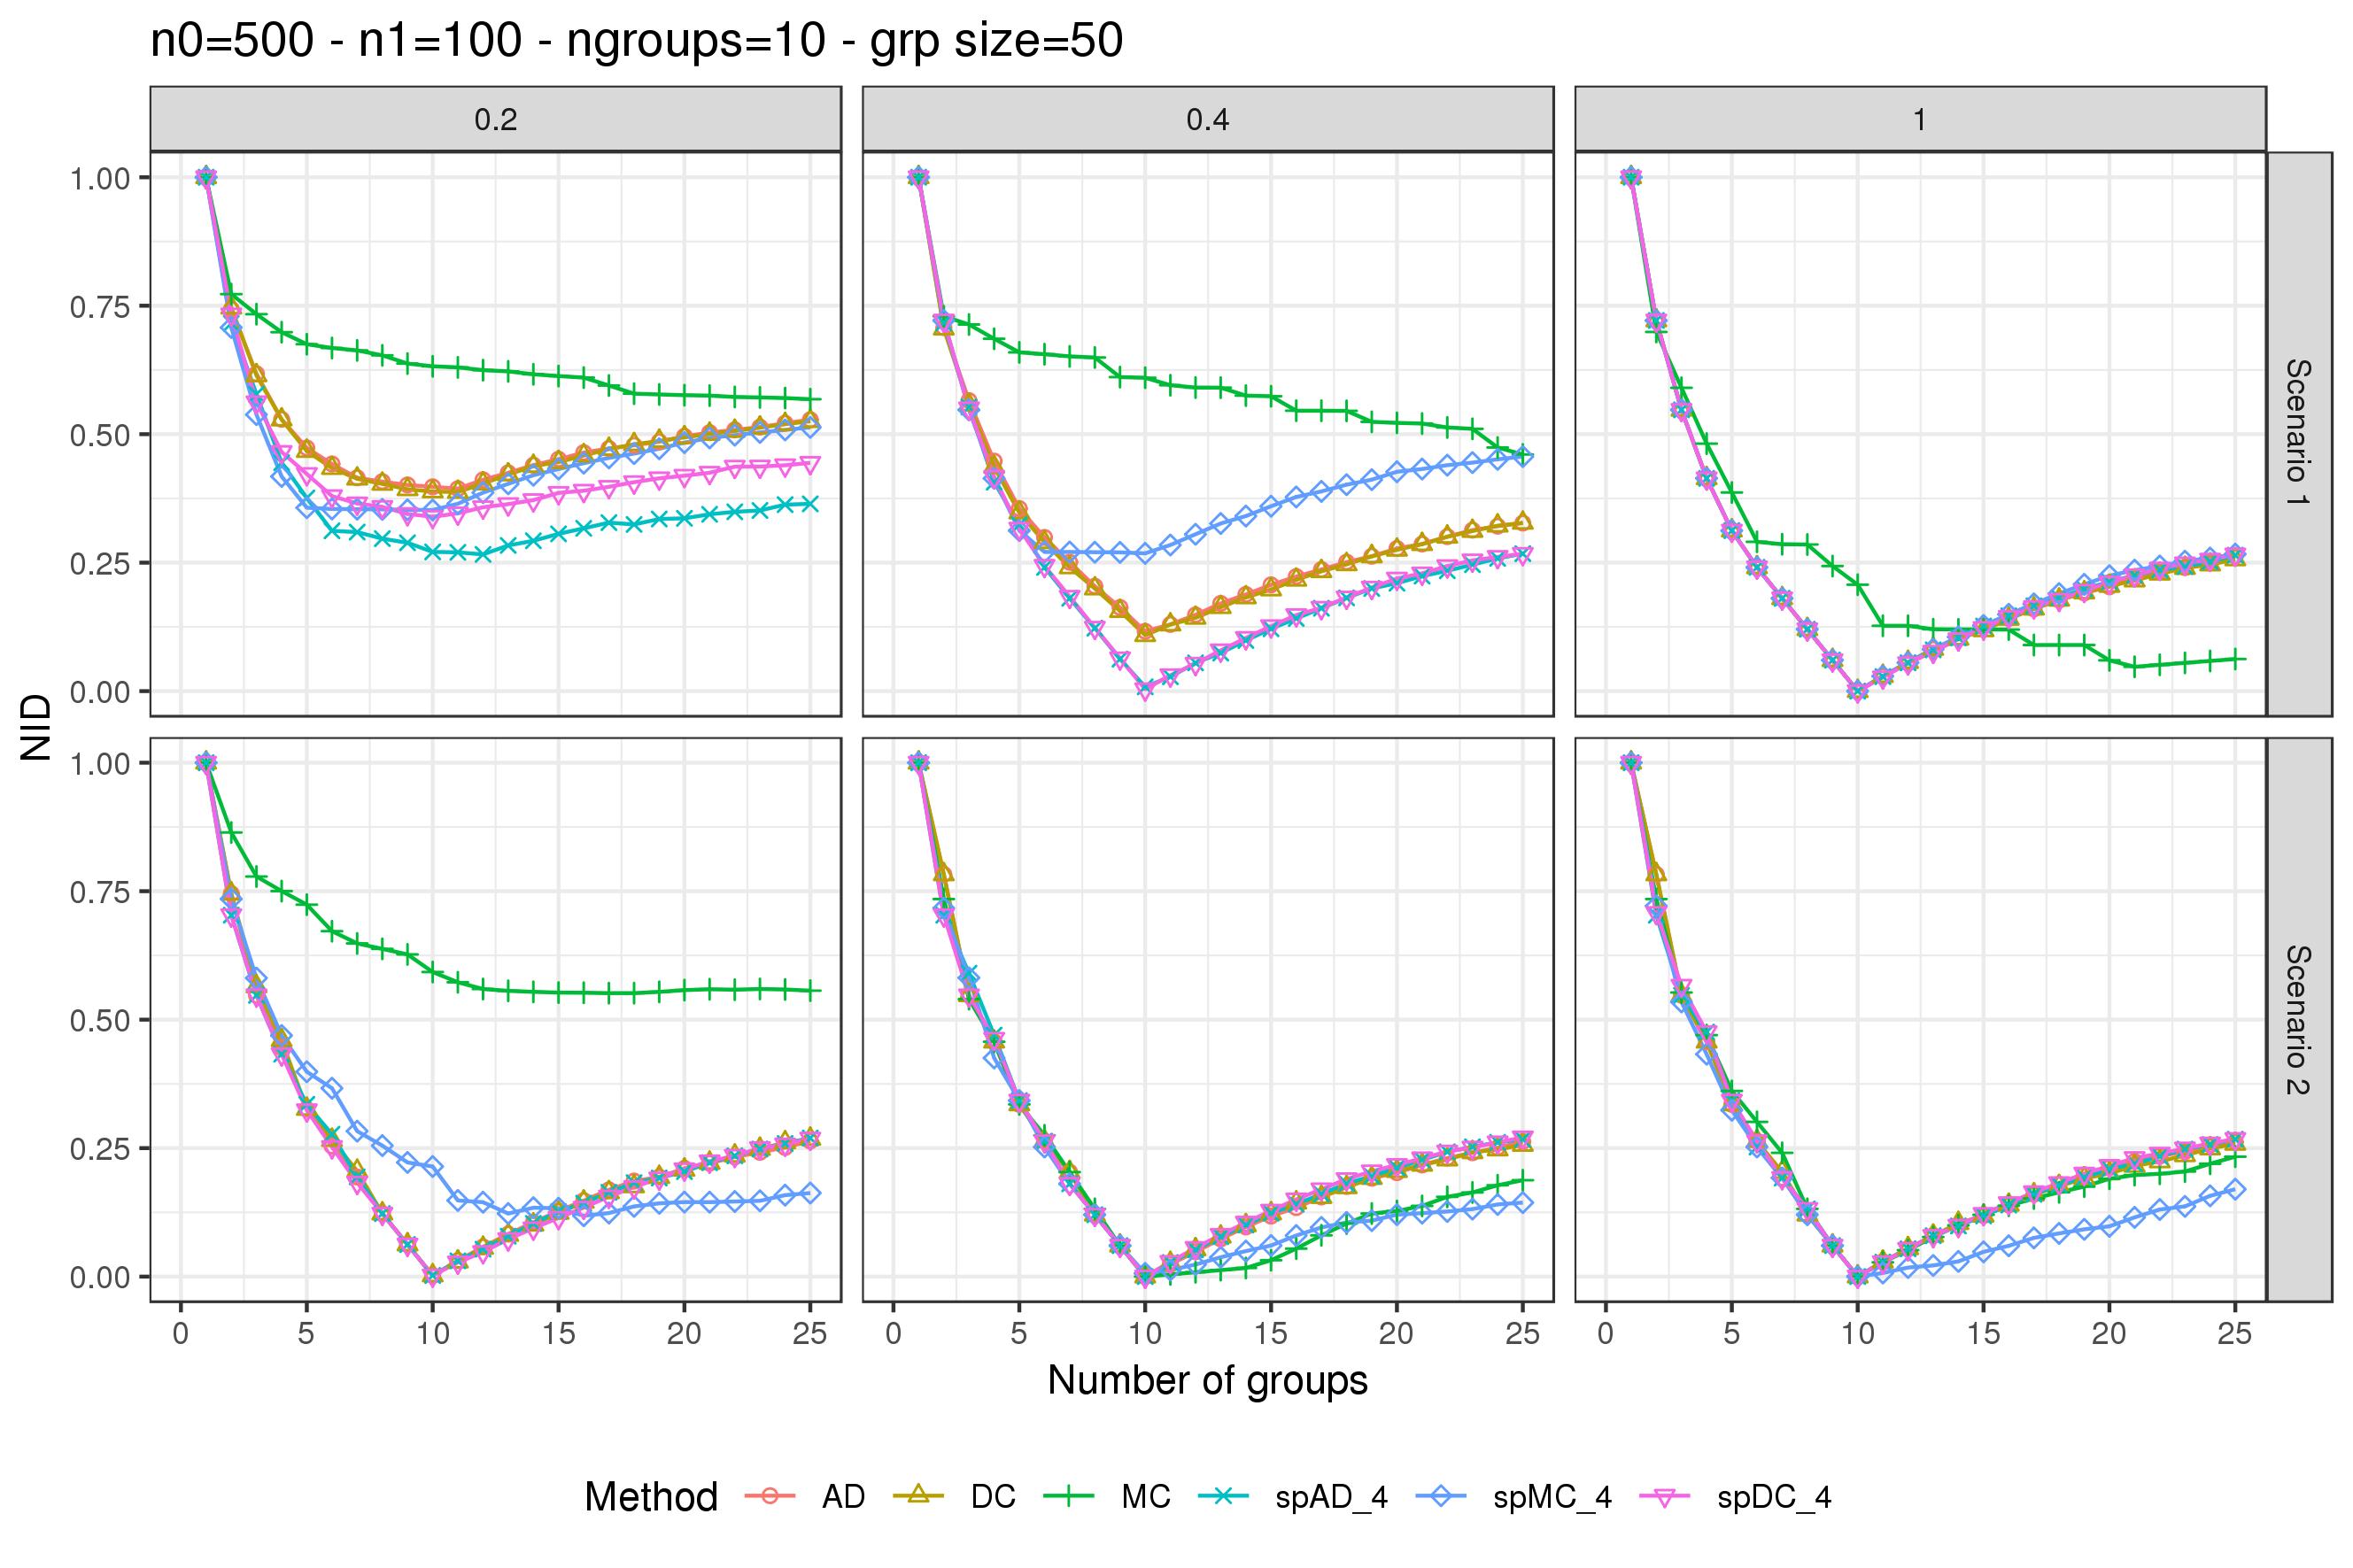 n0=500 - n1=100 - ngroups=10 - grp size=50
0.2 0.4 1
1.00
0.75
0.50
0.25
0.00
Scenario 1
NID
1.00
0.75
0.50
0.25
0.00
Scenario 2
0 5 10 15 20 25 0 5 10 15 20 25 0 5 10 15 20 25
Number of groups
Method AD DC MC spAD_4 spMC_4 spDC_4